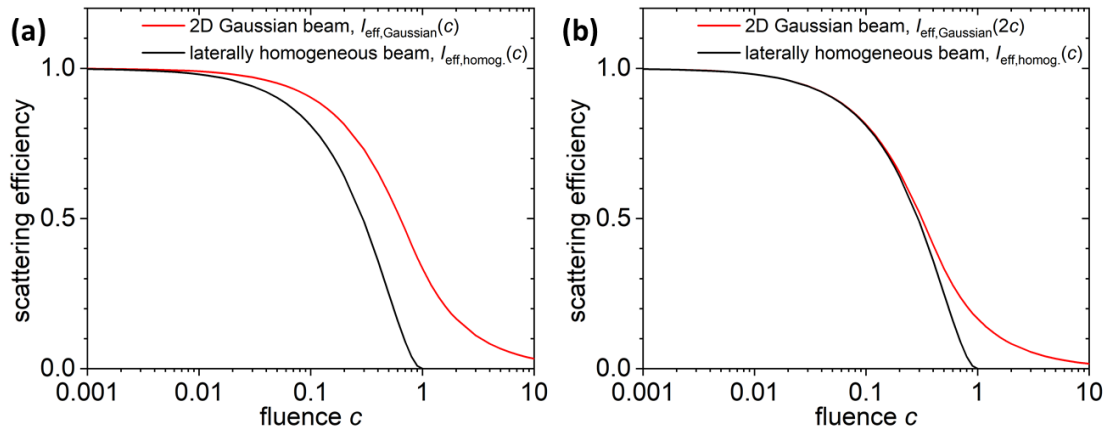 (a)
2D Gaussian beam, Ieff,Gaussian(c)
laterally homogeneous beam, Ieff,homog.(c)
1.0
0.5
0.0
scattering efficiency
0.001 0.01 0.1 1 10
fluence c
(b)
2D Gaussian beam, Ieff,Gaussian(2c)
laterally homogeneous beam, Ieff,homog.(c)
1.0
0.5
0.0
scattering efficiency
0.001 0.01 0.1 1 10
fluence c